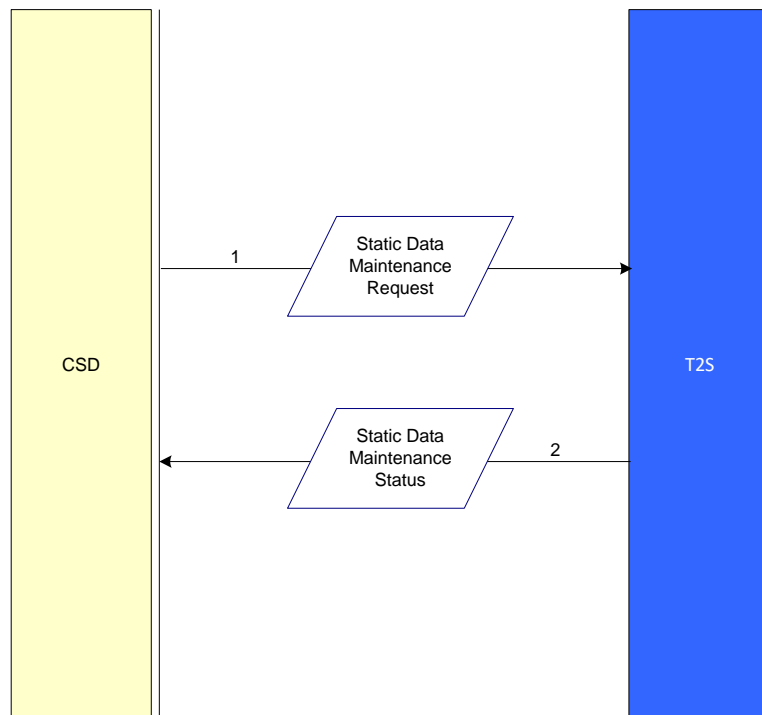 1
Static Data
Maintenance
Request
CSD
T2S
Static Data
Maintenance
Status
2